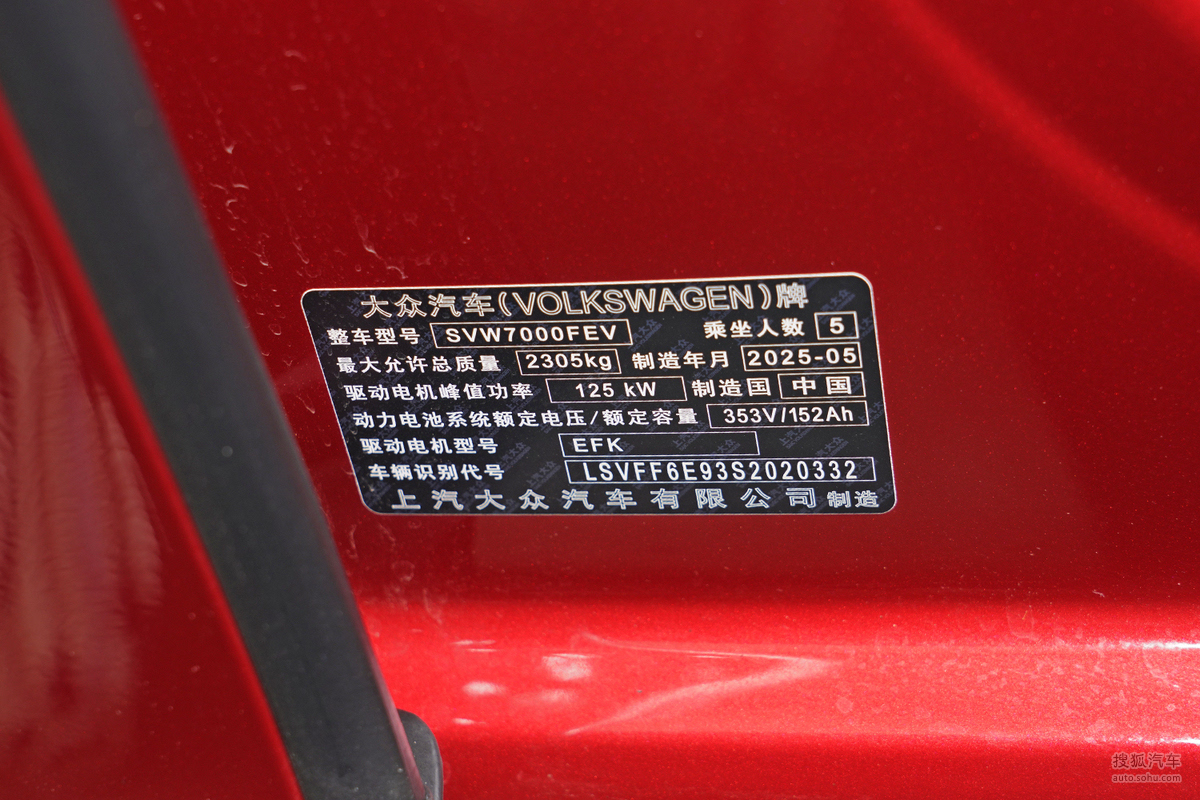 大众汽车(VOLKSWAGEN)牌
整车型号 SVW7000FEV 乘坐人数 5
最大允许总质量 2305kg 制造年月 2025-05
驱动电机峰值功率 125 kW 制造国 中国
动力电池系统额定电压/额定容量 353V/152Ah
驱动电机型号 EFK
车辆识别代号 LSVFF6E93S2020332
上汽大众汽车有限公司制造
搜狐汽车
auto.sohu.com